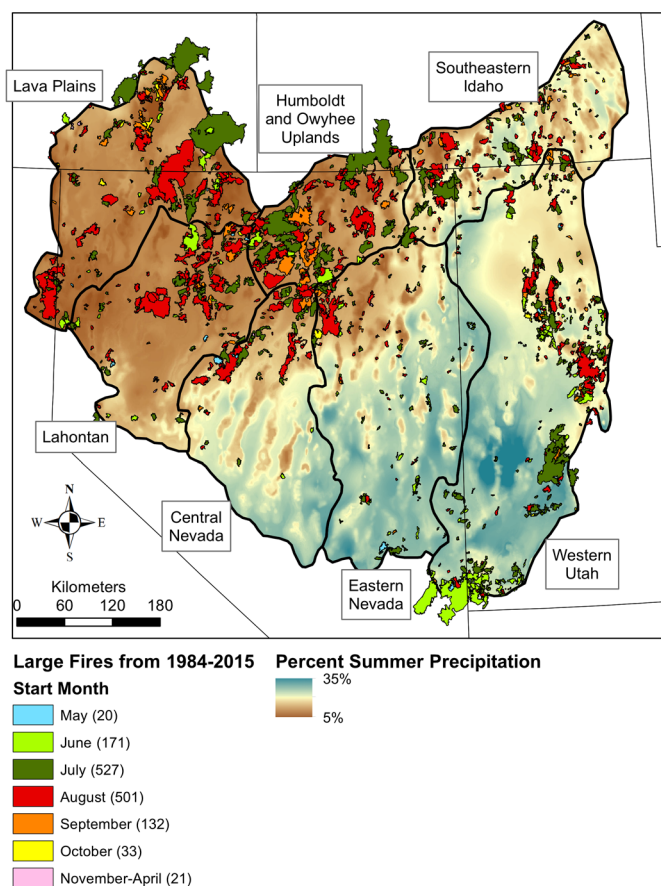 Lava Plains
Humboldt
and Owyhee
Uplands
Southeastern
Idaho
Lahontan
Central
Nevada
Eastern
Nevada
Western
Utah
N
W
E
S
Kilometers
0 60 120 180
Large Fires from 1984-2015
Start Month
May (20)
June (171)
July (527)
August (501)
September (132)
October (33)
November-April (21)
Percent Summer Precipitation
35%
5%